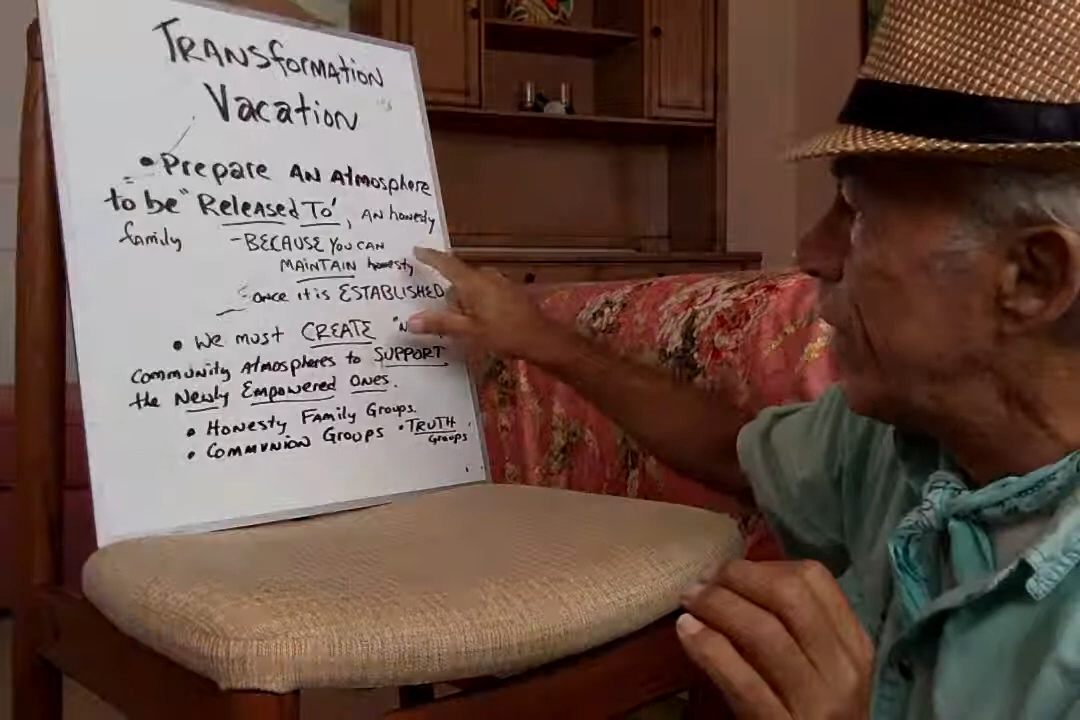 TRANSformATION
Vacation
• Prepare AN Atmosphere
to be "Released To", AN honesty
family - BECAUSE YOU CAN
MAINTAIN honesty
once it is ESTABLISHED
• We must CREATE
Community Atmospheres to SUPPORT
the Newly Empowered Ones.
• Honesty Family Groups.
• Communion Groups • TRUTH
Groups